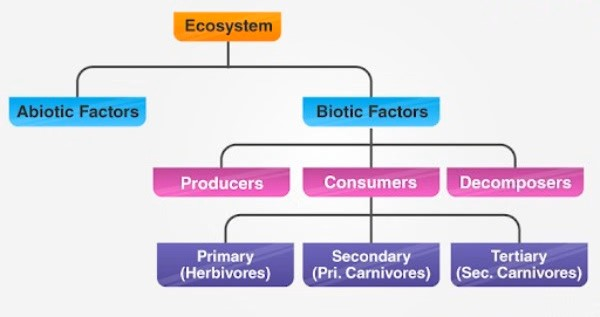 Ecosystem
Abiotic Factors
Biotic Factors
Producers
Consumers
Decomposers
Primary
(Herbivores)
Secondary
(Pri. Carnivores)
Tertiary
(Sec. Carnivores)